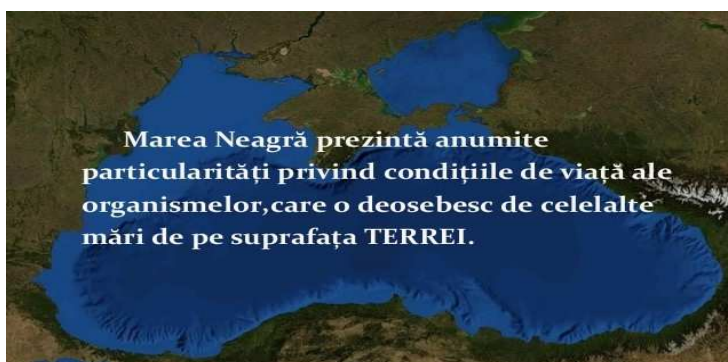 Marea Neagră prezintă anumite
particularități privind condițiile de viață ale
organismelor,care o deosebesc de celelalte
mări de pe suprafața TERREI.